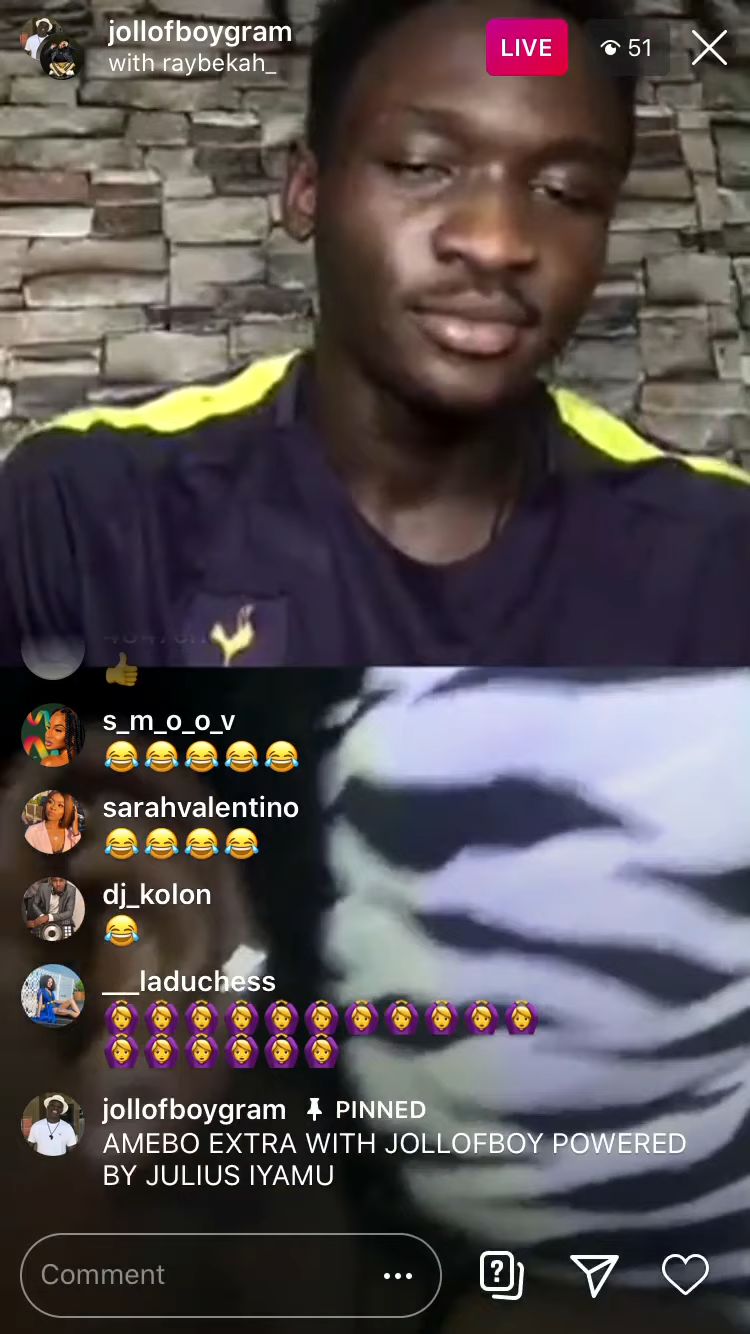 jollofboygram
with raybekah_
LIVE
51
s_m_o_o_v
😂😂😂😂😂
sarahvalentino
😂😂😂😂
dj_kolon
😂
___laduchess
🙆‍♀️🙆‍♀️🙆‍♀️🙆‍♀️🙆‍♀️🙆‍♀️🙆‍♀️🙆‍♀️🙆‍♀️🙆‍♀️🙆‍♀️
🙆‍♀️🙆‍♀️🙆‍♀️🙆‍♀️🙆‍♀️🙆‍♀️
jollofboygram PINNED
AMEBO EXTRA WITH JOLLOFBOY POWERED
BY JULIUS IYAMU
Comment